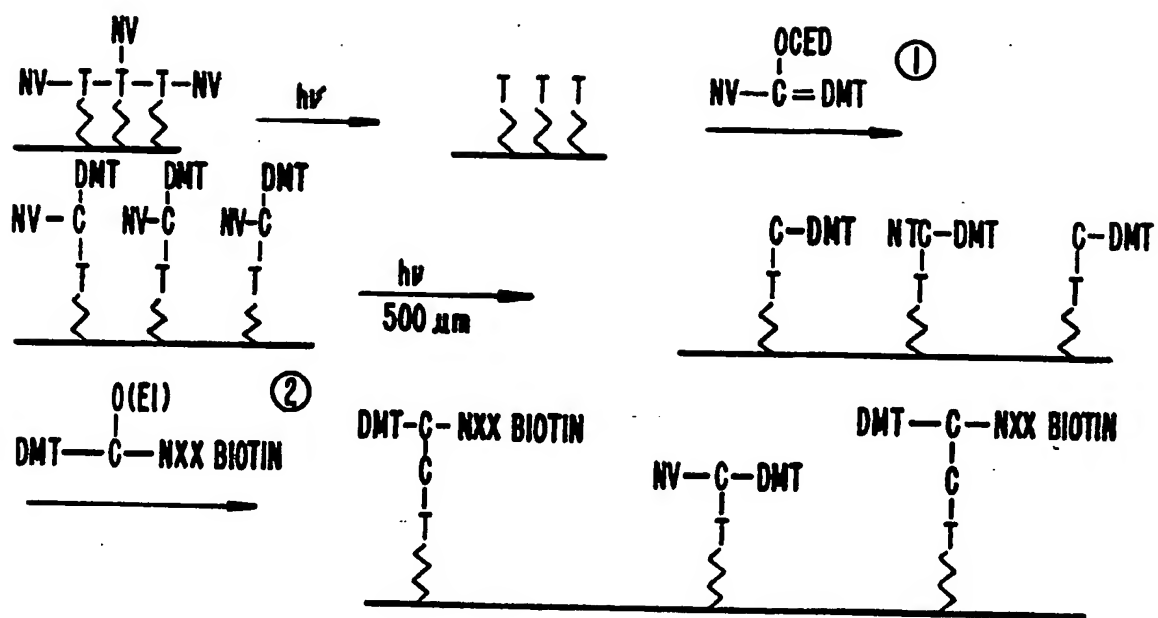 NV
NV—T—T—T—NV
hν
T T T
OCED
NV—C=DMT
①
DMT DMT DMT
NV—C NV—C NV—C
T T T
hν
500 µm
C—DMT NTC—DMT C—DMT
T T T
②
O(EI)
DMT—C—NXX BIOTIN
DMT—C—NXX BIOTIN
C
T
NV—C—DMT
T
DMT—C—NXX BIOTIN
C
T